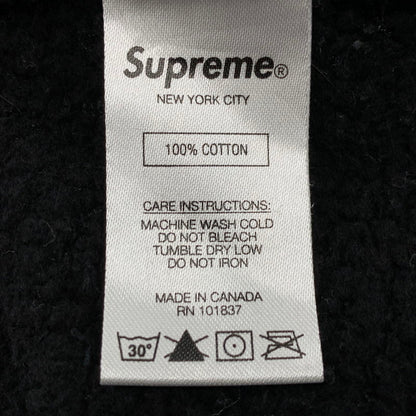 Supreme®
NEW YORK CITY
100% COTTON
CARE INSTRUCTIONS:
MACHINE WASH COLD
DO NOT BLEACH
TUMBLE DRY LOW
DO NOT IRON
MADE IN CANADA
RN 101837
30°